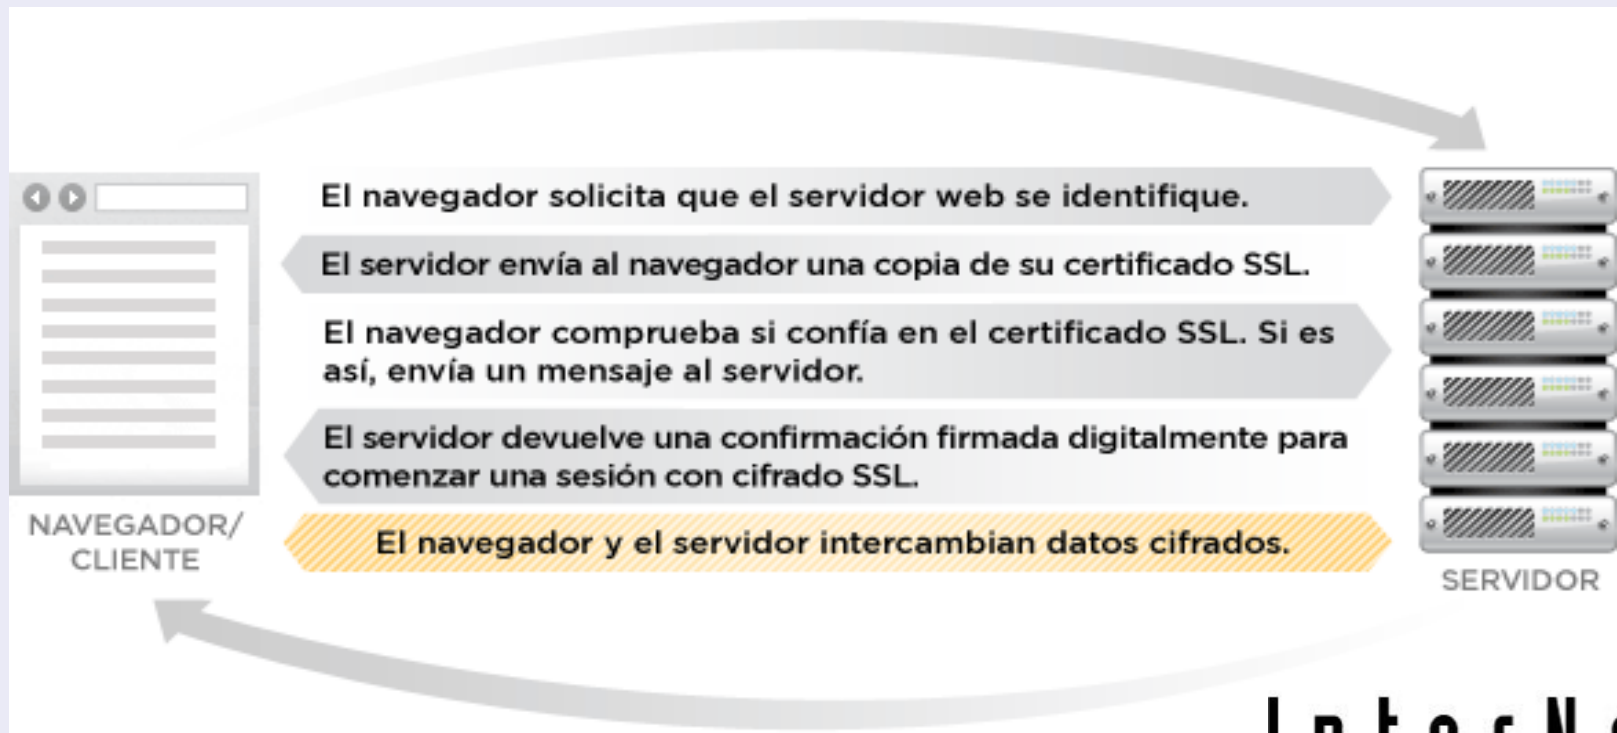 El navegador solicita que el servidor web se identifique.
El servidor envía al navegador una copia de su certificado SSL.
El navegador comprueba si confía en el certificado SSL. Si es
así, envía un mensaje al servidor.
El servidor devuelve una confirmación firmada digitalmente para
comenzar una sesión con cifrado SSL.
El navegador y el servidor intercambian datos cifrados.
NAVEGADOR/
CLIENTE
SERVIDOR